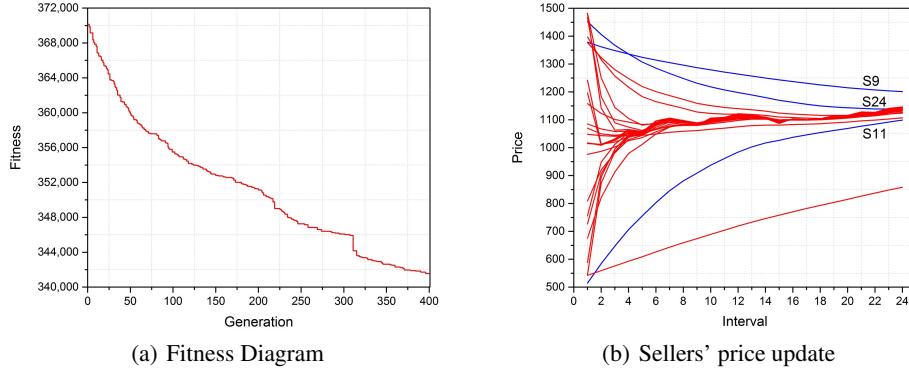 372,000
368,000
364,000
360,000
356,000
352,000
348,000
344,000
340,000
Fitness
0 50 100 150 200 250 300 350 400
Generation
(a) Fitness Diagram
1500
1400
1300
1200
1100
1000
900
800
700
600
500
Price
S9
S24
S11
0 2 4 6 8 10 12 14 16 18 20 22 24
Interval
(b) Sellers' price update